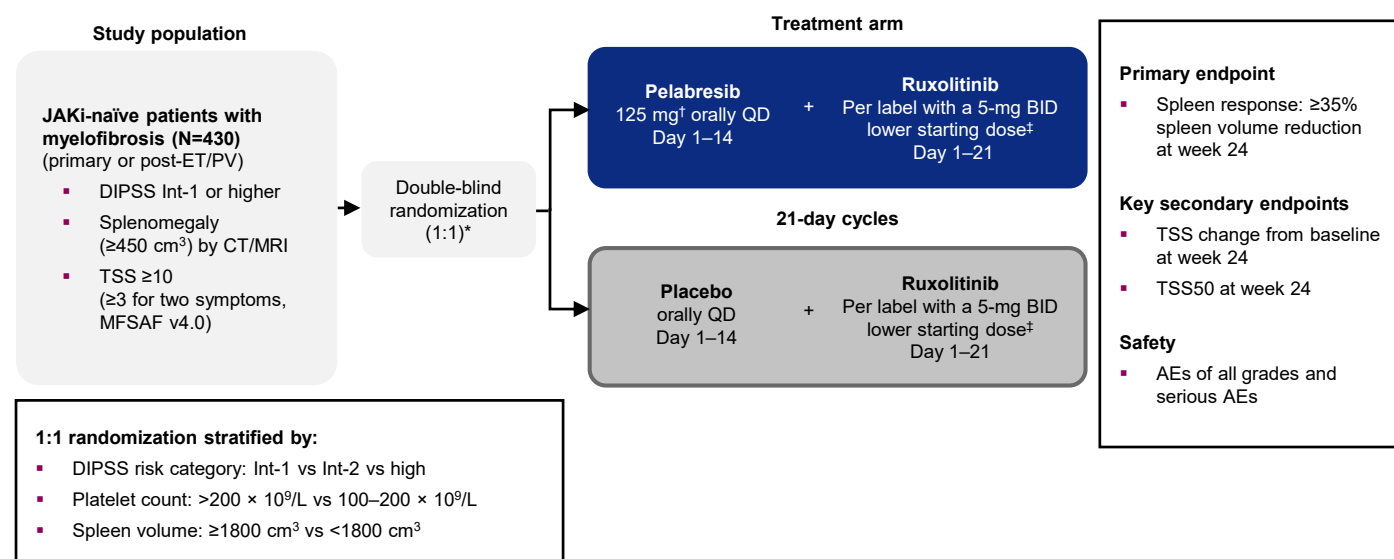 Study population
JAKi-naïve patients with
myelofibrosis (N=430)
(primary or post-ET/PV)
▪ DIPSS Int-1 or higher
▪ Splenomegaly
(≥450 cm³) by CT/MRI
▪ TSS ≥10
(≥3 for two symptoms,
MFSAF v4.0)
Double-blind
randomization
(1:1)*
Treatment arm
Pelabresib
125 mg† orally QD
Day 1–14
+
Ruxolitinib
Per label with a 5-mg BID
lower starting dose‡
Day 1–21
21-day cycles
Placebo
orally QD
Day 1–14
+
Ruxolitinib
Per label with a 5-mg BID
lower starting dose‡
Day 1–21
Primary endpoint
▪ Spleen response: ≥35%
spleen volume reduction
at week 24
Key secondary endpoints
▪ TSS change from baseline
at week 24
▪ TSS50 at week 24
Safety
▪ AEs of all grades and
serious AEs
1:1 randomization stratified by:
▪ DIPSS risk category: Int-1 vs Int-2 vs high
▪ Platelet count: >200 × 10⁹/L vs 100–200 × 10⁹/L
▪ Spleen volume: ≥1800 cm³ vs <1800 cm³